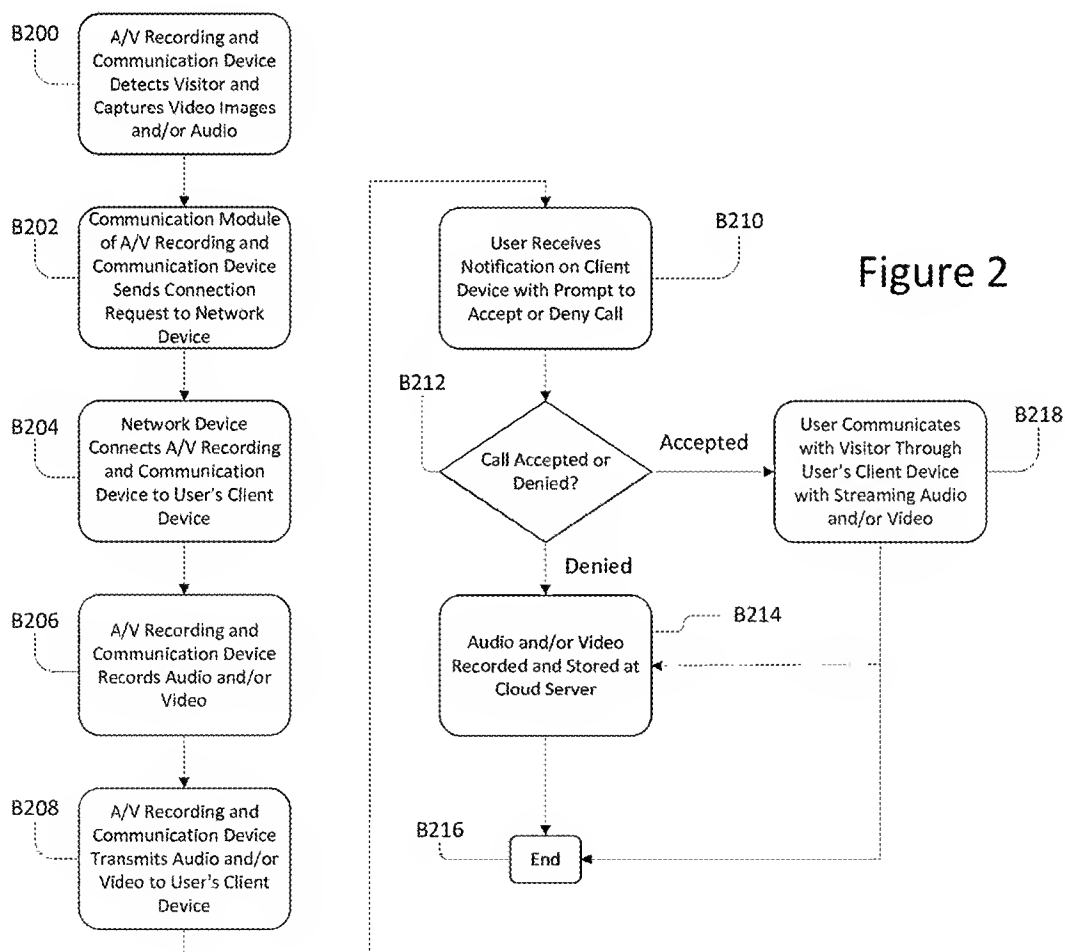 B200
A/V Recording and
Communication Device
Detects Visitor and
Captures Video Images
and/or Audio
B202
Communication Module
of A/V Recording and
Communication Device
Sends Connection
Request to Network
Device
B204
Network Device
Connects A/V Recording
and Communication
Device to User's Client
Device
B206
A/V Recording and
Communication Device
Records Audio and/or
Video
B208
A/V Recording and
Communication Device
Transmits Audio and/or
Video to User's Client
Device
B210
User Receives
Notification on Client
Device with Prompt to
Accept or Deny Call
Figure 2
B212
Call Accepted or
Denied?
Accepted
B218
User Communicates
with Visitor Through
User's Client Device
with Streaming Audio
and/or Video
Denied
B214
Audio and/or Video
Recorded and Stored at
Cloud Server
B216
End